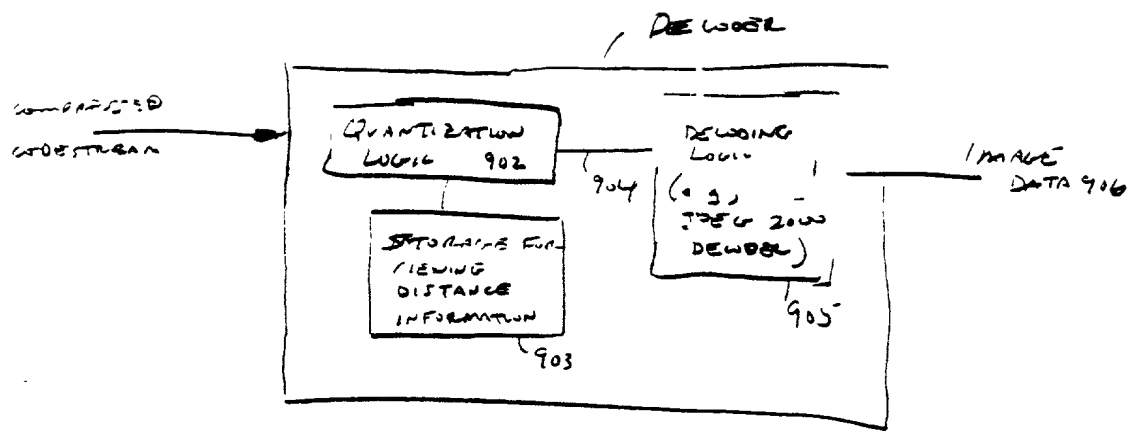 DECODER
COMPRESSED
CODESTREAM
QUANTIZATION
LOGIC 902
904
DECODING
LOGIC
(e.g.,
JPEG 2000
DECODER)
905
IMAGE
DATA 906
STORAGE FOR
VIEWING
DISTANCE
INFORMATION
903